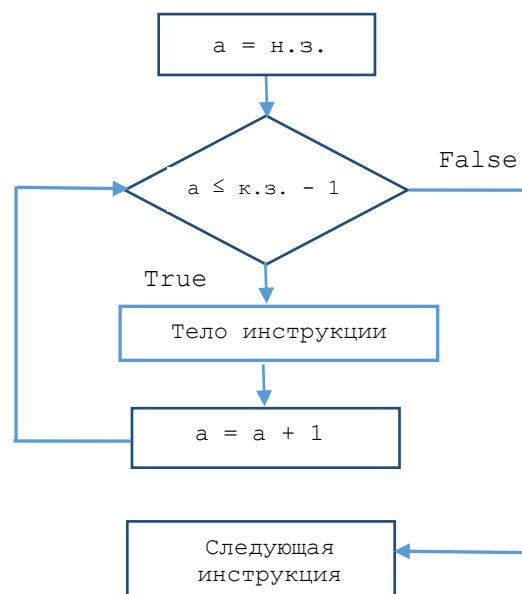 a = н.з.
a ≤ к.з. - 1
False
True
Тело инструкции
a = a + 1
Следующая
инструкция